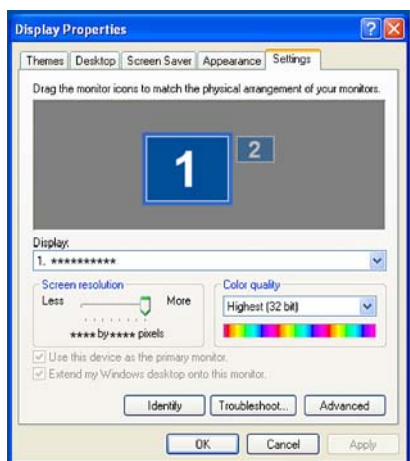 Display Properties
Themes Desktop Screen Saver Appearance Settings
Drag the monitor icons to match the physical arrangement of your monitors.
1 2
Display:
1. **********
Screen resolution
Less More
**** by **** pixels
Color quality
Highest (32 bit)
Use this device as the primary monitor.
Extend my Windows desktop onto this monitor.
Identify Troubleshoot... Advanced
OK Cancel Apply